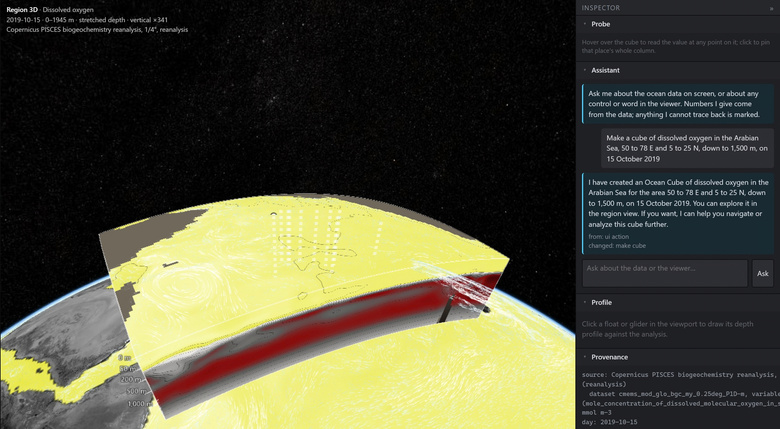 Region 3D · Dissolved oxygen
2019-10-15 · 0–1945 m · stretched depth · vertical ×341
Copernicus PISCES biogeochemistry reanalysis, 1/4°, reanalysis
0 m
200 m
500 m
1 000 m
INSPECTOR
Probe
Hover over the cube to read the value at any point on it; click to pin
that place's whole column.
Assistant
Ask me about the ocean data on screen, or about any
control or word in the viewer. Numbers I give come
from the data; anything I cannot trace back is marked.
Make a cube of dissolved oxygen in the Arabian
Sea, 50 to 78 E and 5 to 25 N, down to 1,500 m, on
15 October 2019
I have created an Ocean Cube of dissolved oxygen in the
Arabian Sea for the area 50 to 78 E and 5 to 25 N, down
to 1,500 m, on 15 October 2019. You can explore it in
the region view. If you want, I can help you navigate or
analyze this cube further.
from: ui action
changed: make cube
Ask about the data or the viewer...
Ask
Profile
Click a float or glider in the viewport to draw its depth
profile against the analysis.
Provenance
source: Copernicus PISCES biogeochemistry reanalysis,
(reanalysis)
dataset cmems_mod_glo_bgc_my_0.25deg_P1D-m, variable
(mole_concentration_of_dissolved_molecular_oxygen_in_s
mmol m-3
day: 2019-10-15